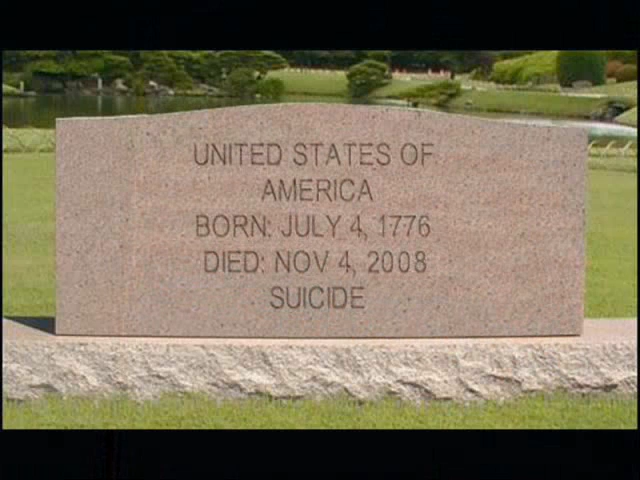 UNITED STATES OF
AMERICA
BORN: JULY 4, 1776
DIED: NOV 4, 2008
SUICIDE